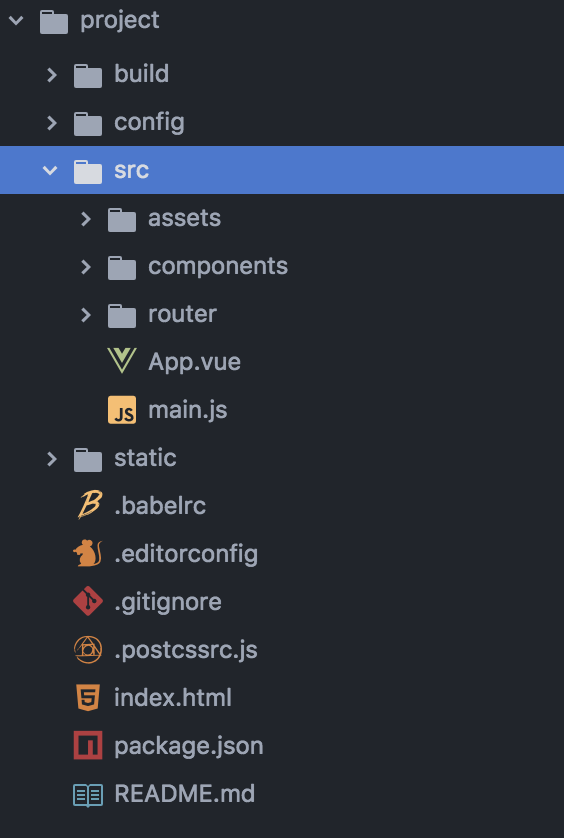 project
build
config
src
assets
components
router
App.vue
JS main.js
static
.babelrc
.editorconfig
.gitignore
.postcssrc.js
5 index.html
package.json
README.md